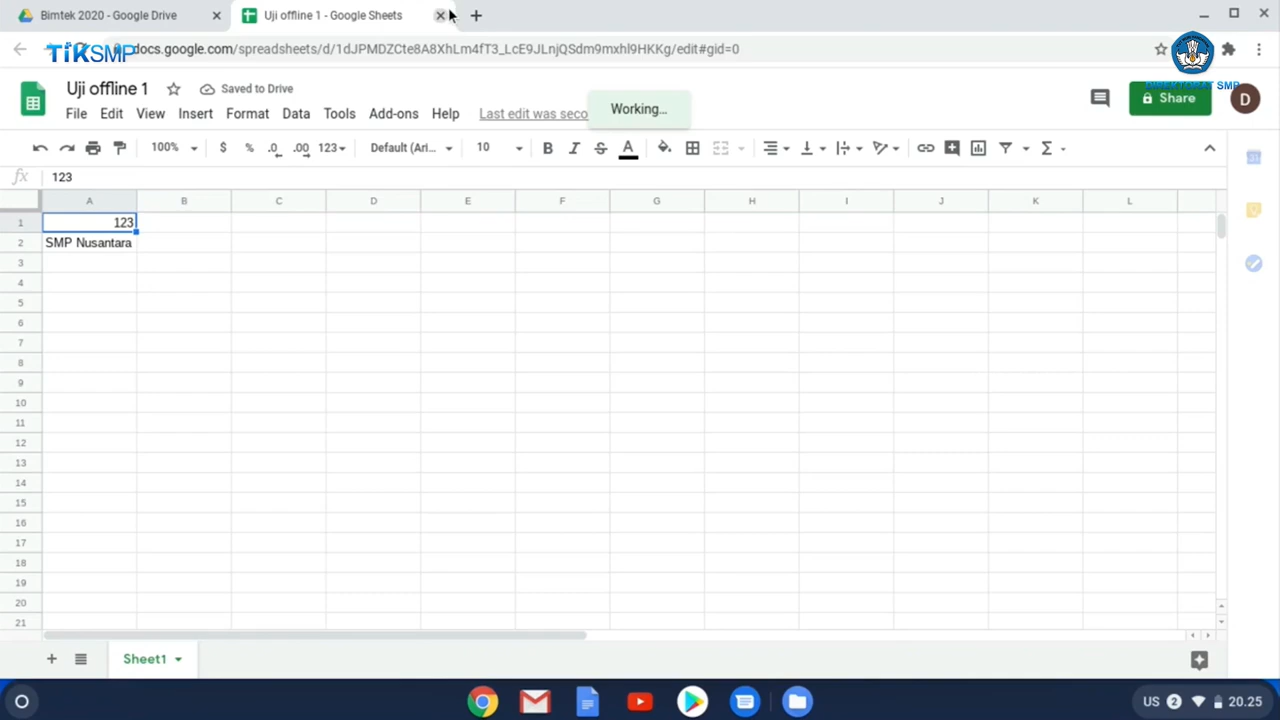 Bimtek 2020 - Google Drive
Uji offline 1 - Google Sheets
TIKSMP
docs.google.com/spreadsheets/d/1dJPMDZCte8A8XhLm4fT3_LcE9JLnjQSdm9mxhl9HKKg/edit#gid=0
Uji offline 1
Saved to Drive
Working...
DIREKTORAT SMP
Share
D
File Edit View Insert Format Data Tools Add-ons Help Last edit was seco
100% $ % .0 .00 123 Default (Ari... 10 B I S A Σ
fx 123
A B C D E F G H I J K L
1 123
2 SMP Nusantara
3
4
5
6
7
8
9
10
11
12
13
14
15
16
17
18
19
20
21
Sheet1
US 2 20.25